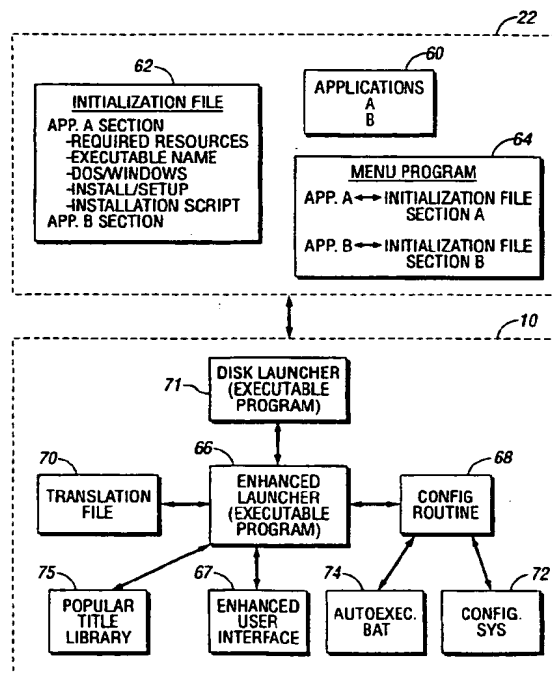 22
62
INITIALIZATION FILE
APP. A SECTION
-REQUIRED RESOURCES
-EXECUTABLE NAME
-DOS/WINDOWS
-INSTALL/SETUP
-INSTALLATION SCRIPT
APP. B SECTION
60
APPLICATIONS
A
B
64
MENU PROGRAM
APP. A ↔ INITIALIZATION FILE
SECTION A
APP. B ↔ INITIALIZATION FILE
SECTION B
10
71
DISK LAUNCHER
(EXECUTABLE
PROGRAM)
70
TRANSLATION
FILE
66
ENHANCED
LAUNCHER
(EXECUTABLE
PROGRAM)
68
CONFIG
ROUTINE
75
POPULAR
TITLE
LIBRARY
67
ENHANCED
USER
INTERFACE
74
AUTOEXEC.
BAT
72
CONFIG.
SYS